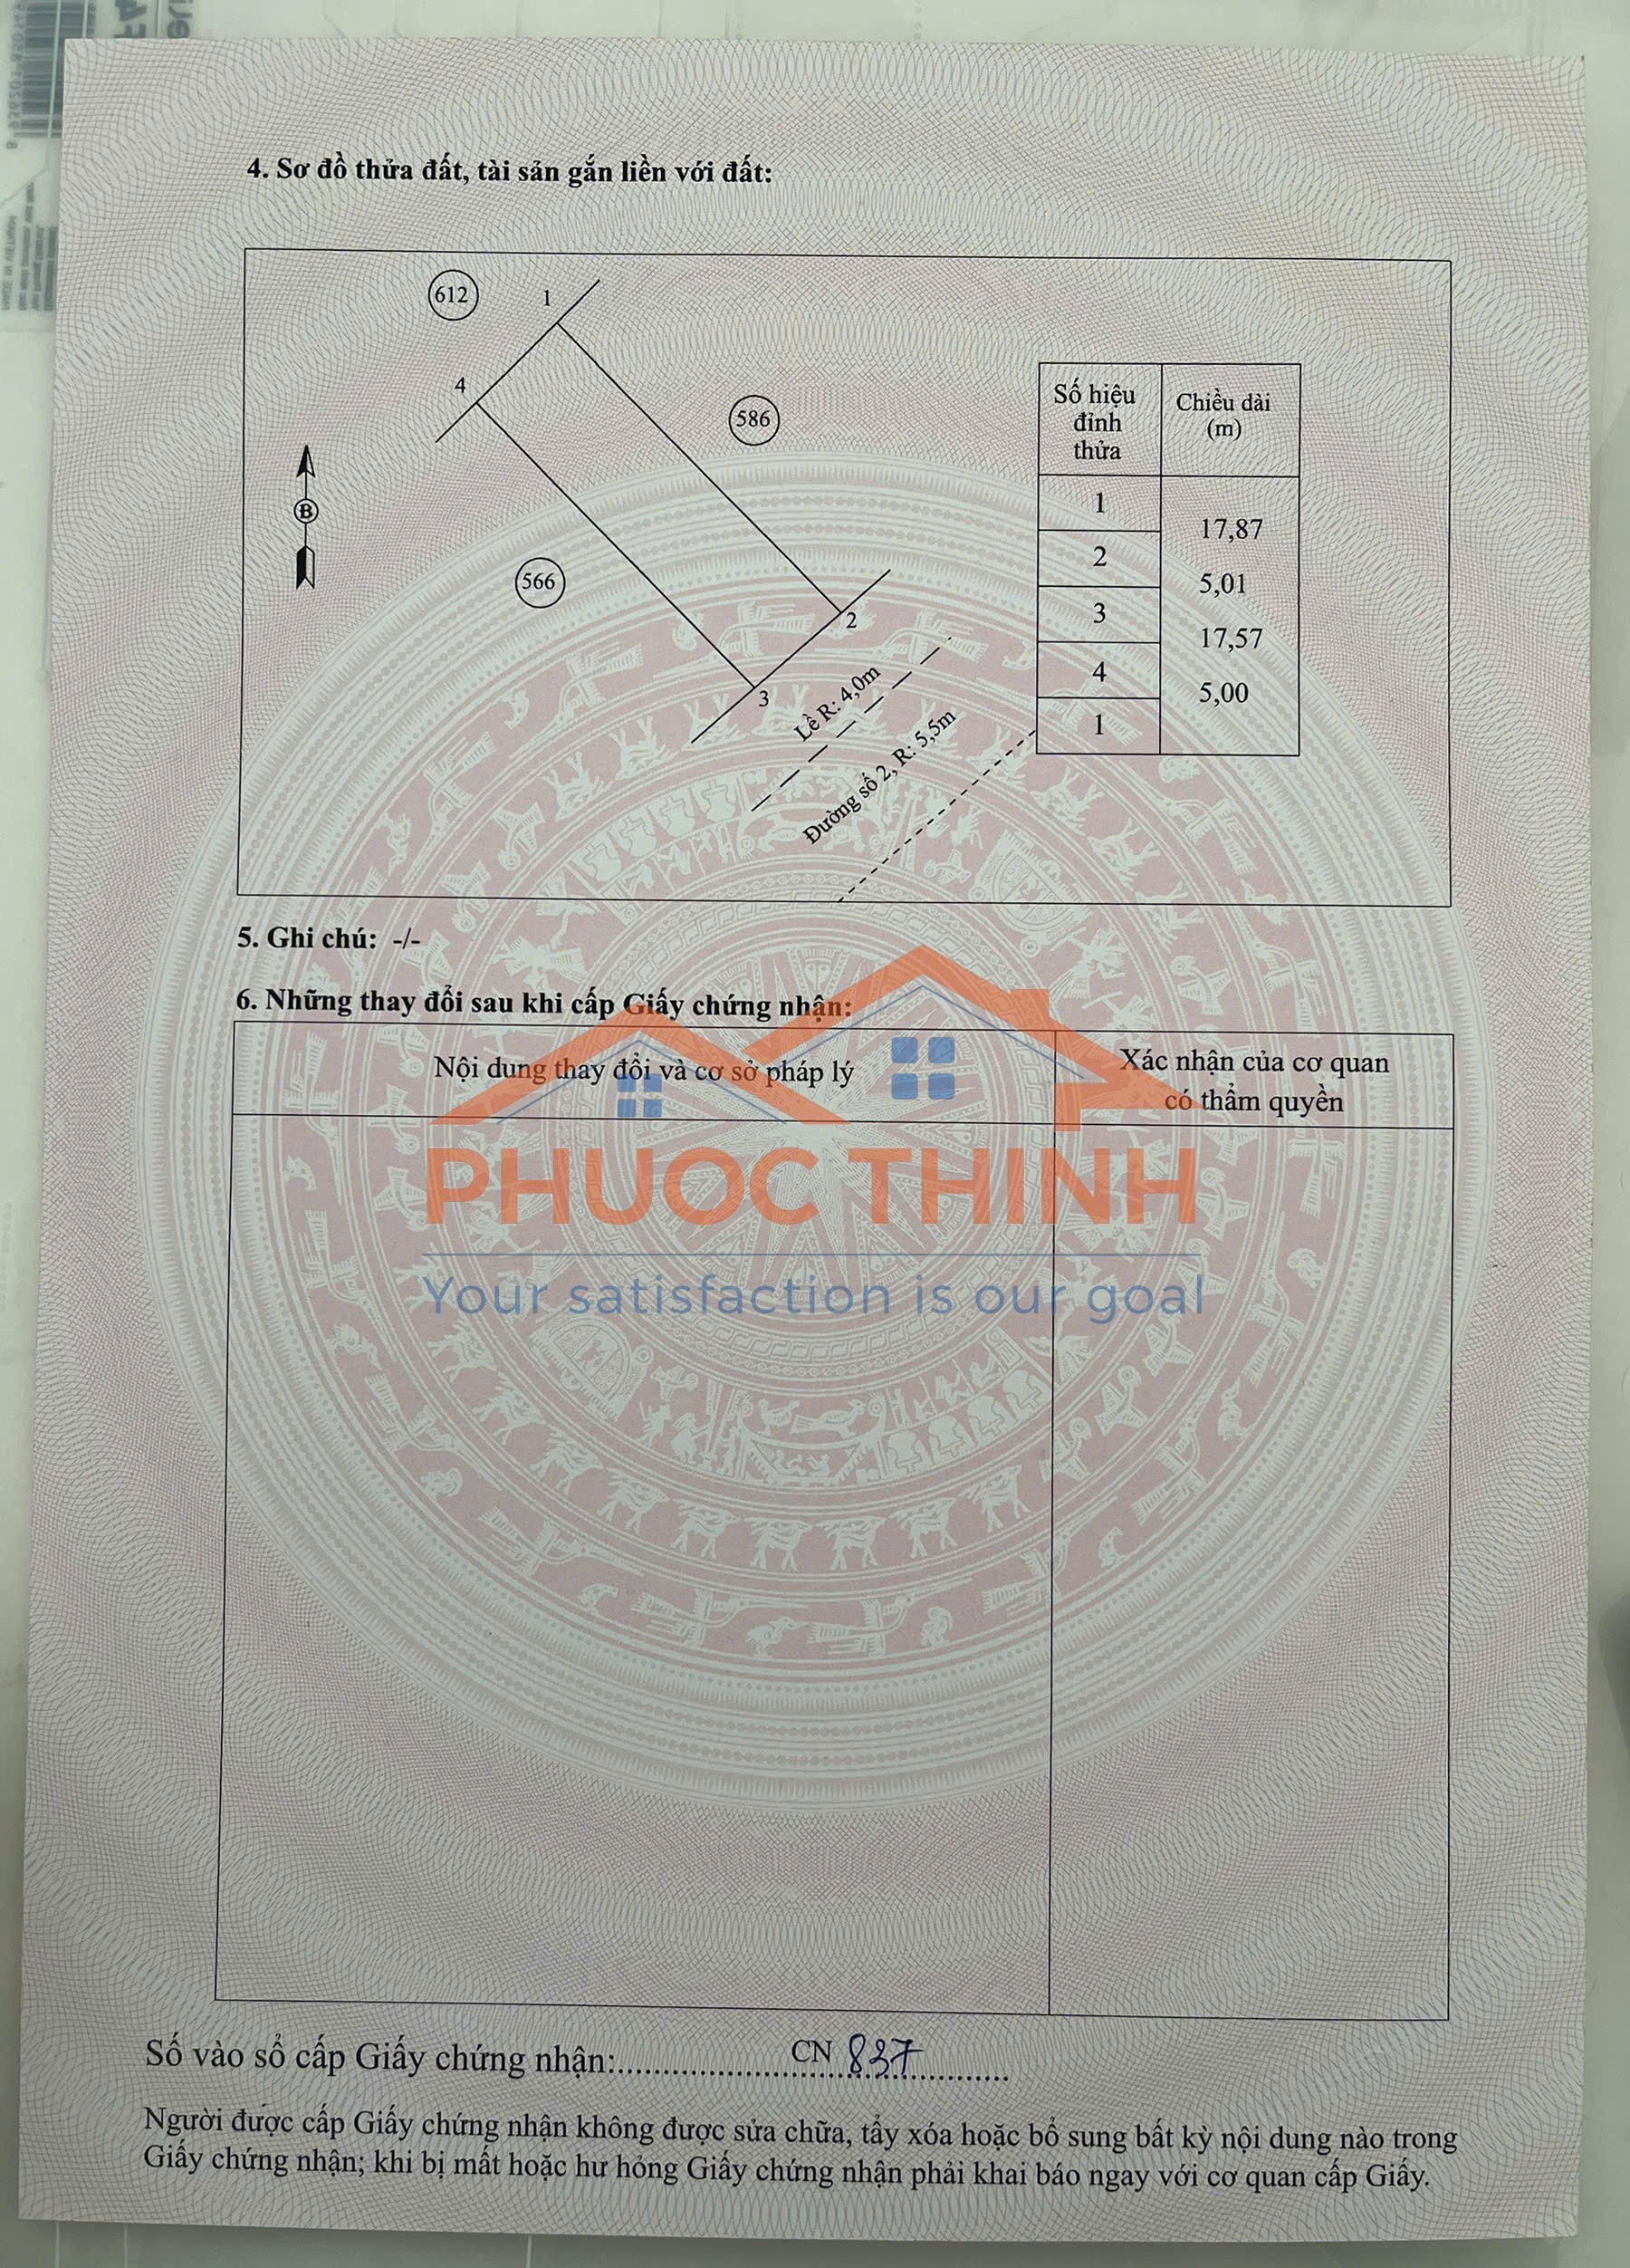 4. Sơ đồ thửa đất, tài sản gắn liền với đất:
612
1
4
586
B
566
2
3
Lề R: 4,0m
Đường số 2, R: 5,5m
Số hiệu
đỉnh
thửa
Chiều dài
(m)
1
17,87
2
5,01
3
17,57
4
5,00
1
5. Ghi chú: -/-
6. Những thay đổi sau khi cấp Giấy chứng nhận:
Nội dung thay đổi và cơ sở pháp lý
Xác nhận của cơ quan
có thẩm quyền
PHUOC THINH
Your satisfaction is our goal
Số vào sổ cấp Giấy chứng nhận:....................CN 837............
Người được cấp Giấy chứng nhận không được sửa chữa, tẩy xóa hoặc bổ sung bất kỳ nội dung nào trong
Giấy chứng nhận; khi bị mất hoặc hư hỏng Giấy chứng nhận phải khai báo ngay với cơ quan cấp Giấy.